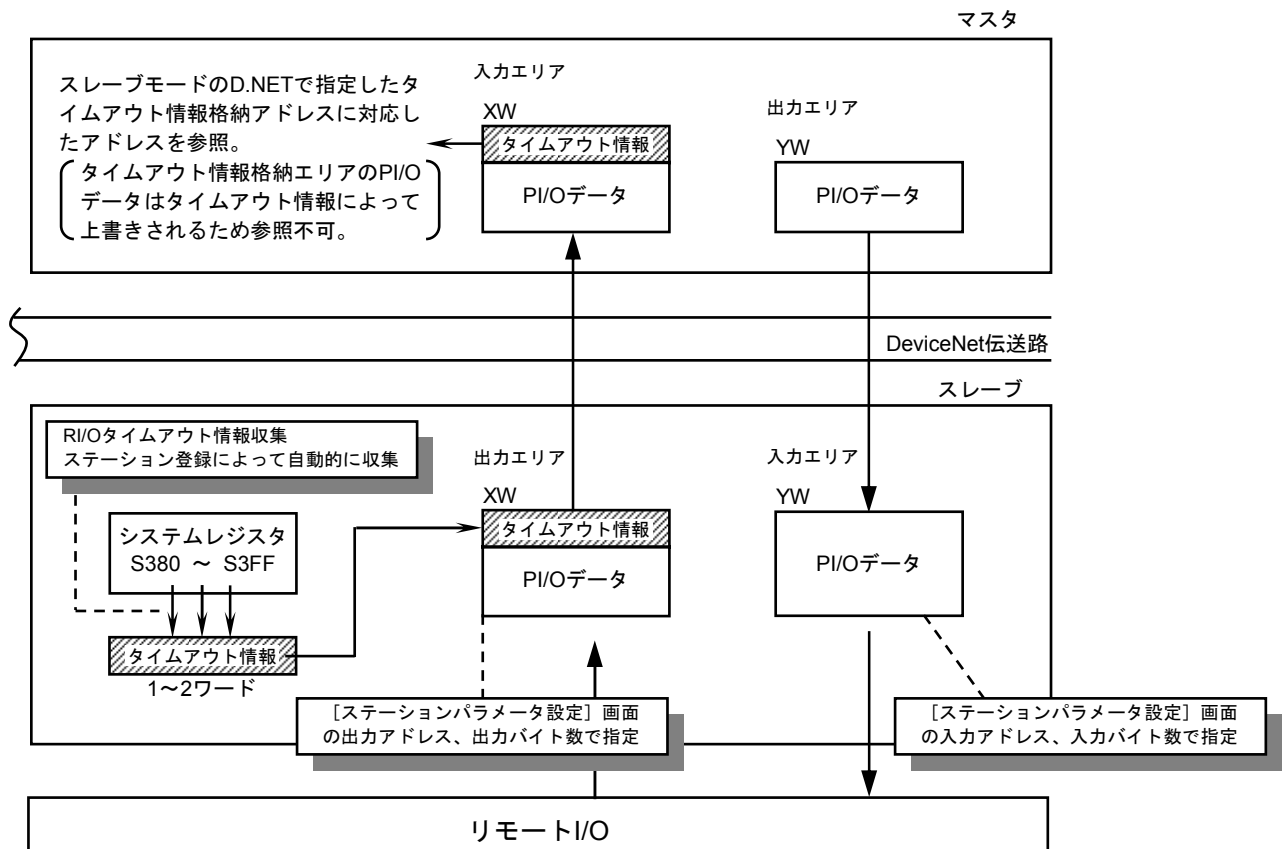 マスタ
スレーブモードのD.NETで指定したタ
イムアウト情報格納アドレスに対応し
たアドレスを参照。
タイムアウト情報格納エリアのPI/O
データはタイムアウト情報によって
上書きされるため参照不可。
入力エリア
XW
タイムアウト情報
PI/Oデータ
出力エリア
YW
PI/Oデータ
DeviceNet伝送路
スレーブ
RI/Oタイムアウト情報収集
ステーション登録によって自動的に収集
システムレジスタ
S380 ～ S3FF
タイムアウト情報
1～2ワード
出力エリア
XW
タイムアウト情報
PI/Oデータ
入力エリア
YW
PI/Oデータ
［ステーションパラメータ設定］画面
の出力アドレス、出力バイト数で指定
［ステーションパラメータ設定］画面
の入力アドレス、入力バイト数で指定
リモートI/O